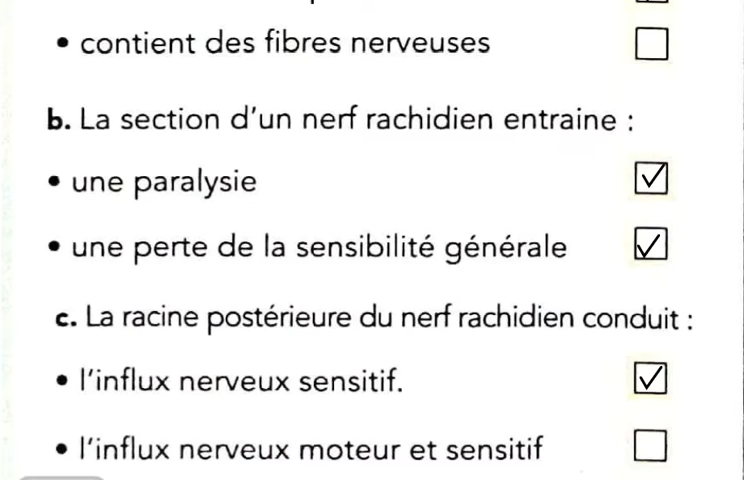 • contient des fibres nerveuses ☐
b. La section d'un nerf rachidien entraine :
• une paralysie ☑
• une perte de la sensibilité générale ☑
c. La racine postérieure du nerf rachidien conduit :
• l'influx nerveux sensitif. ☑
• l'influx nerveux moteur et sensitif ☐